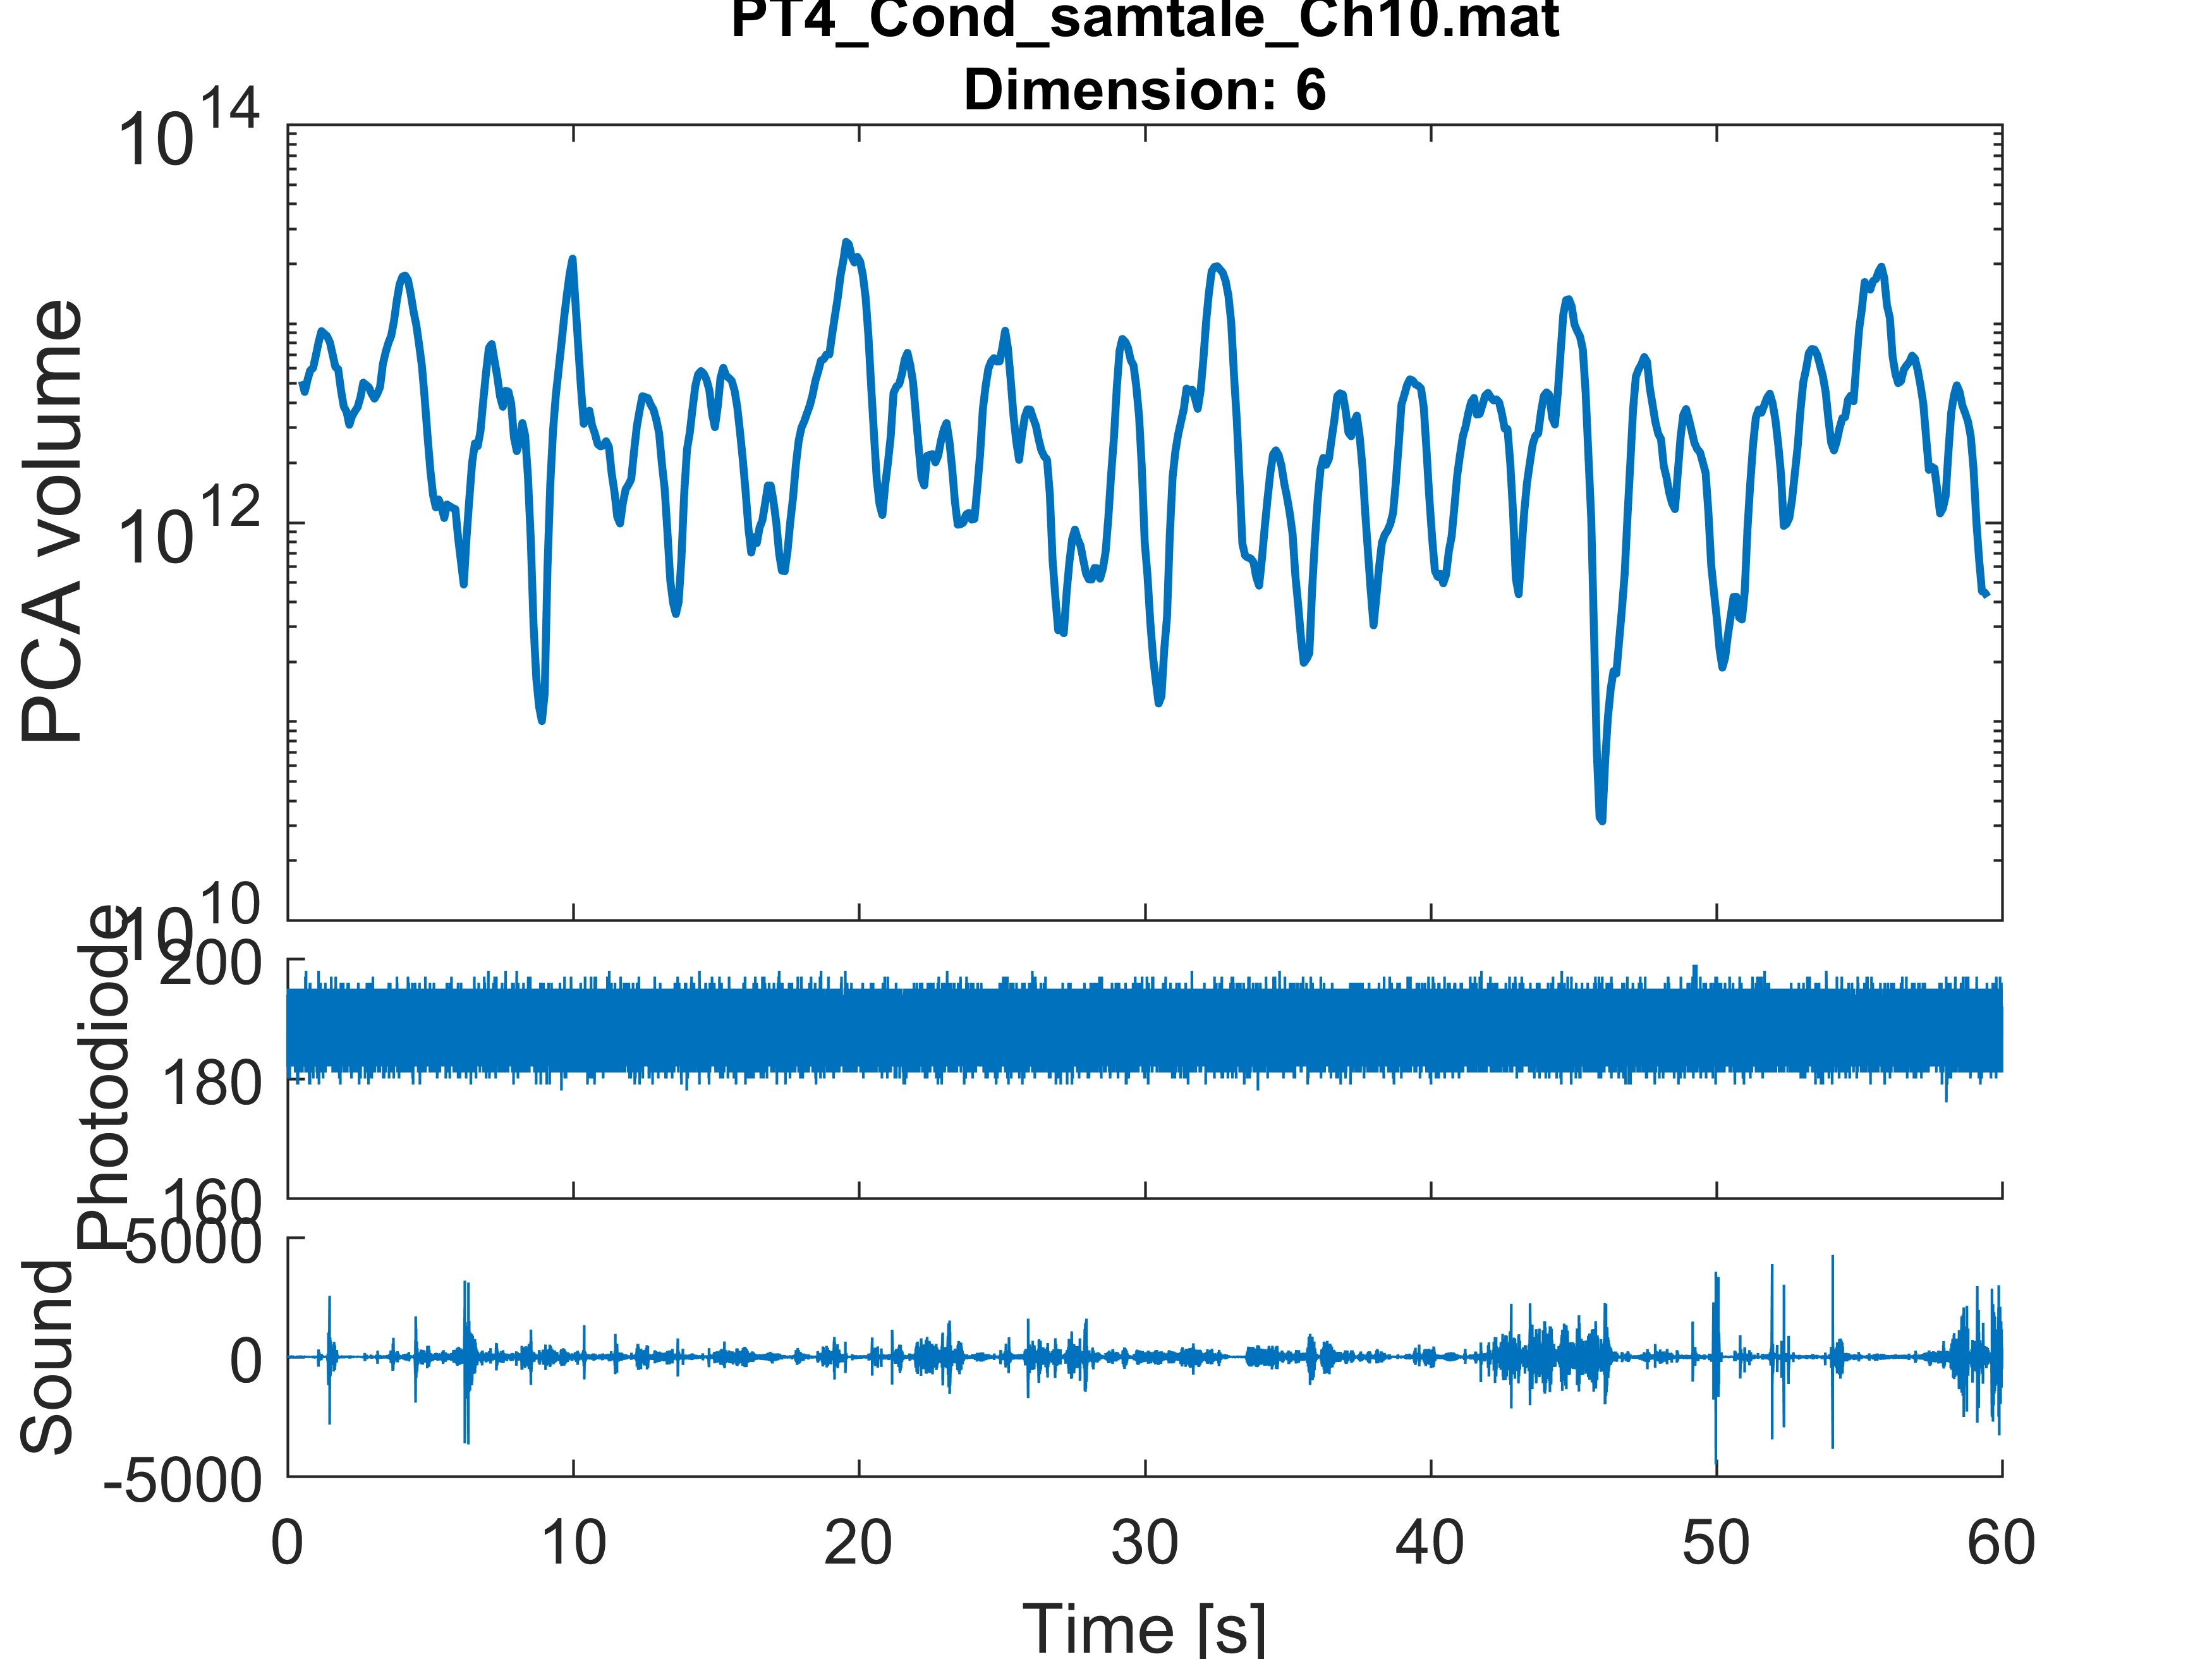 PT4_Cond_samtale_Ch10.mat
Dimension: 6
PCA volume
10^14
10^12
10^10
Photodiode
200
180
160
Sound
5000
0
-5000
0 10 20 30 40 50 60
Time [s]